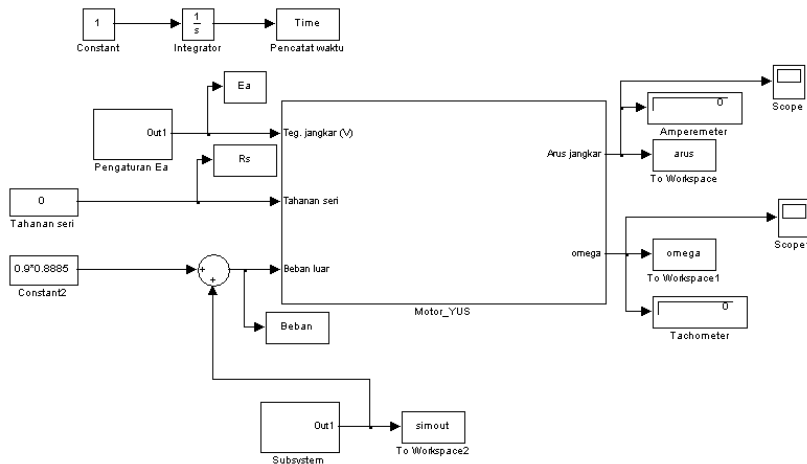 1
Constant
1
s
Integrator
Time
Pencatat waktu
Ea
Out1
Pengaturan Ea
Rs
0
Tahanan seri
0.9*0.8885
Constant2
+
+
Beban
Teg. jangkar (V)
Tahanan seri
Beban luar
Arus jangkar
omega
Motor_YUS
Scope
0
Amperemeter
arus
To Workspace
Scope1
omega
To Workspace1
0
Tachometer
Out1
Subsystem
simout
To Workspace2